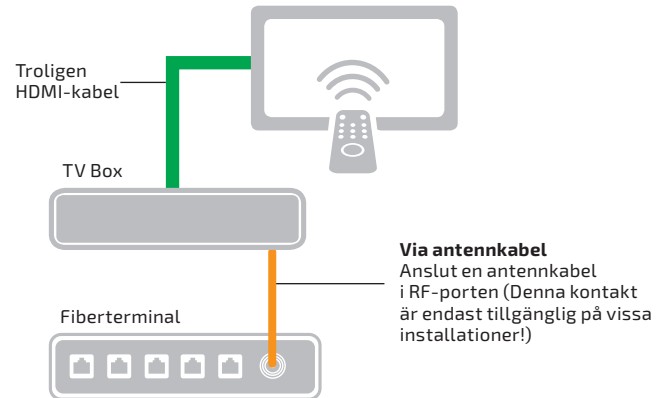 Troligen
HDMI-kabel
TV Box
Via antennkabel
Anslut en antennkabel
i RF-porten (Denna kontakt
är endast tillgänglig på vissa
installationer!)
Fiberterminal